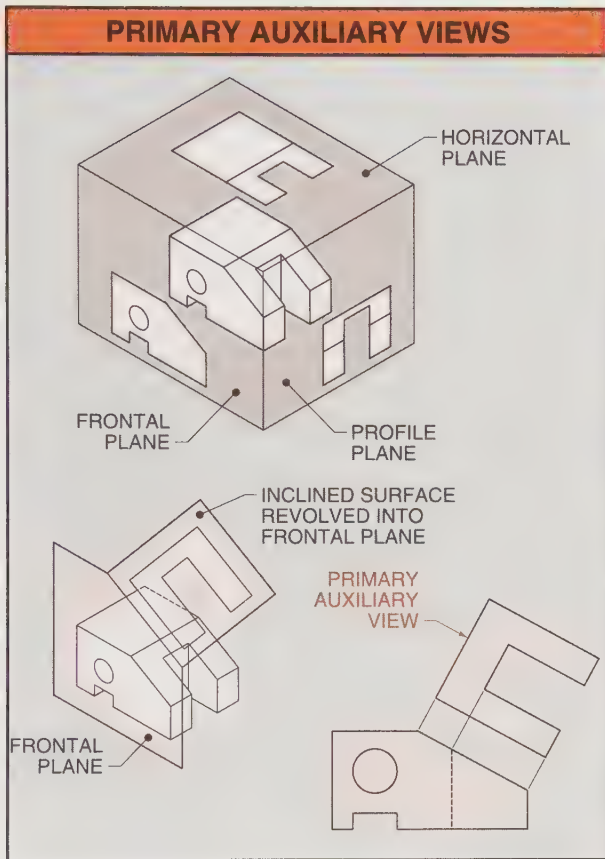 PRIMARY AUXILIARY VIEWS
HORIZONTAL
PLANE
FRONTAL
PLANE
PROFILE
PLANE
INCLINED SURFACE
REVOLVED INTO
FRONTAL PLANE
PRIMARY
AUXILIARY
VIEW
FRONTAL
PLANE